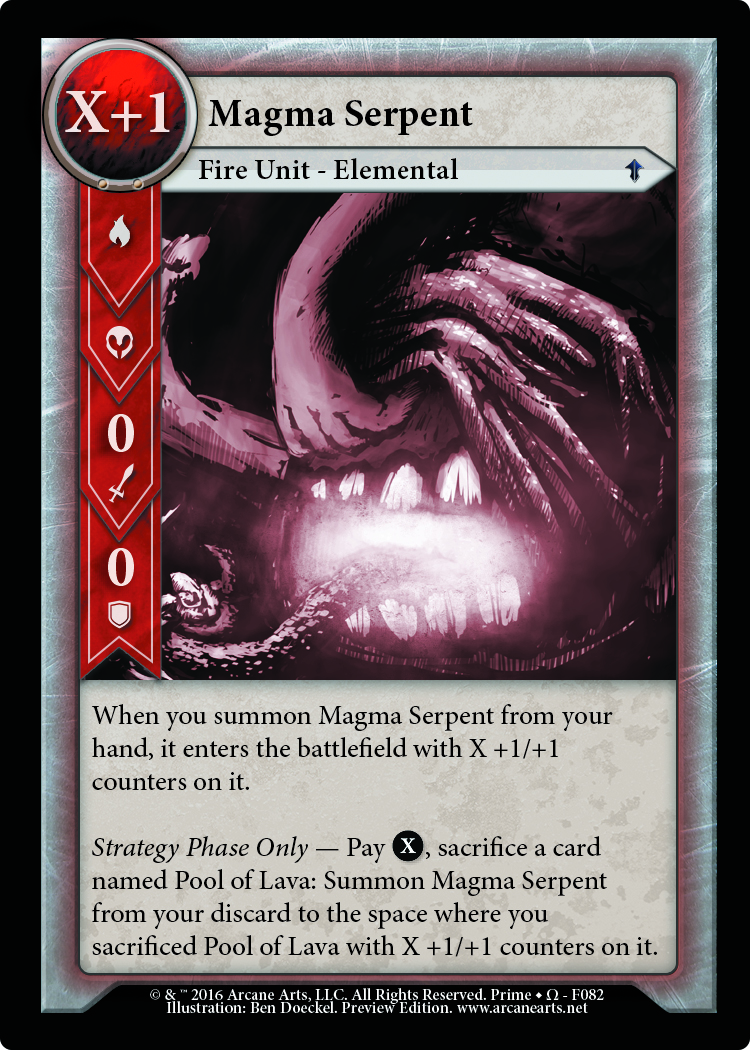 X+1
Magma Serpent
Fire Unit - Elemental
0
0
When you summon Magma Serpent from your
hand, it enters the battlefield with X +1/+1
counters on it.
Strategy Phase Only — Pay X, sacrifice a card
named Pool of Lava: Summon Magma Serpent
from your discard to the space where you
sacrificed Pool of Lava with X +1/+1 counters on it.
© & ™ 2016 Arcane Arts, LLC. All Rights Reserved. Prime ◆ Ω - F082
Illustration: Ben Doeckel. Preview Edition. www.arcanearts.net